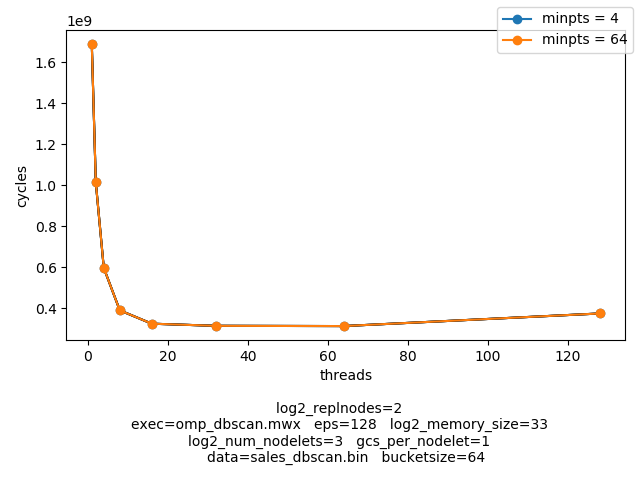 1e9
minpts = 4
minpts = 64
1.6
1.4
1.2
1.0
0.8
0.6
0.4
cycles
0 20 40 60 80 100 120
threads
log2_replnodes=2
exec=omp_dbscan.mwx eps=128 log2_memory_size=33
log2_num_nodelets=3 gcs_per_nodelet=1
data=sales_dbscan.bin bucketsize=64